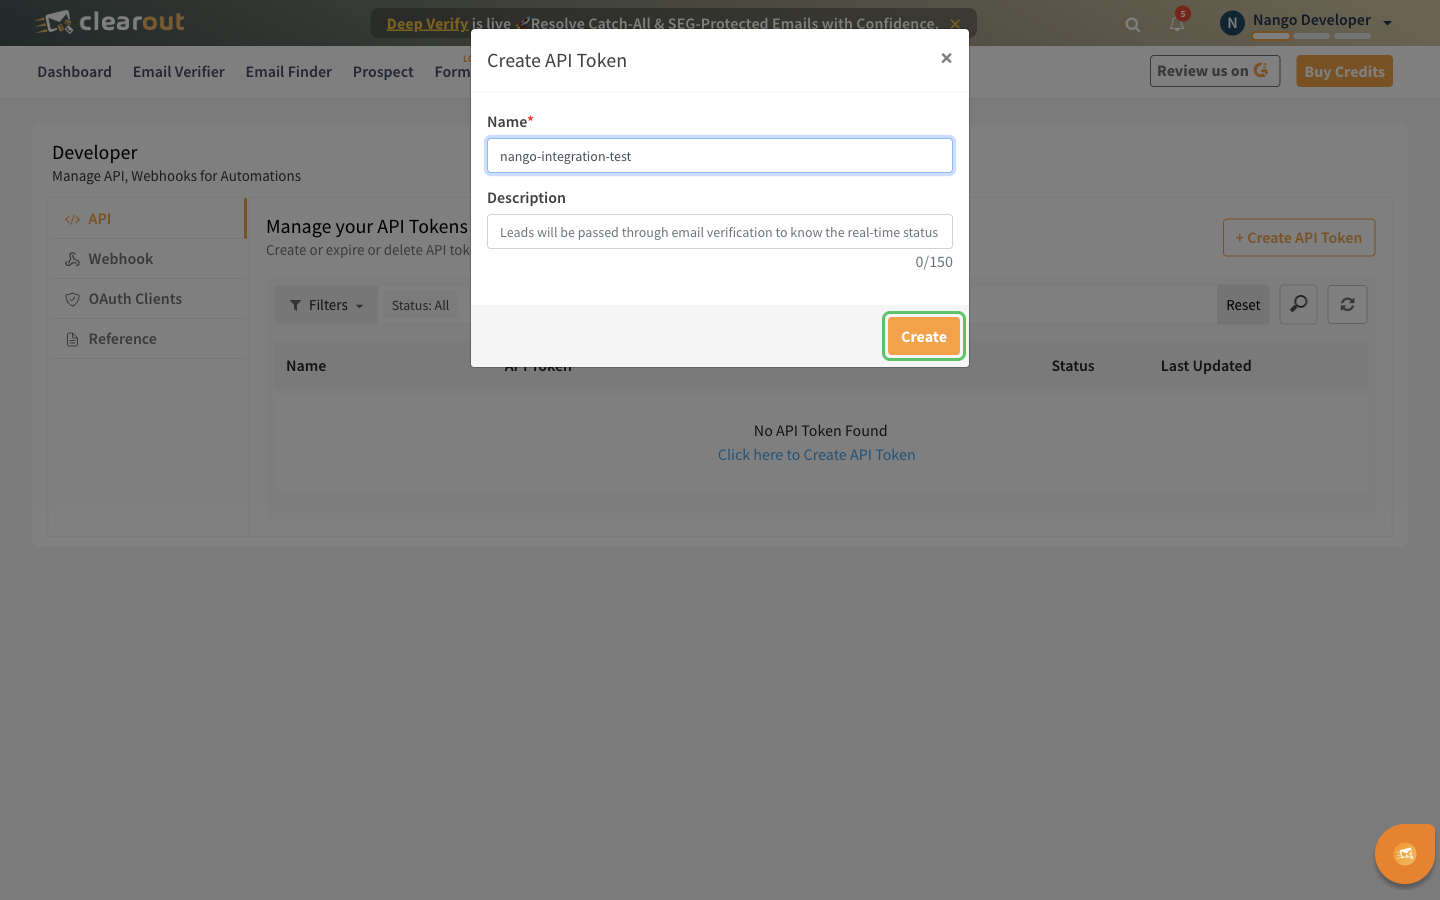 clearout
Deep Verify is live Resolve Catch-All & SEG-Protected Emails with Confidence. ×
5
N
Nango Developer
Dashboard
Email Verifier
Email Finder
Prospect
Form
Review us on
Buy Credits
Create API Token
×
Name*
nango-integration-test
Description
Leads will be passed through email verification to know the real-time status
0/150
Create
Developer
Manage API, Webhooks for Automations
</> API
Webhook
OAuth Clients
Reference
Manage your API Tokens
Create or expire or delete API
+ Create API Token
Filters
Status: All
Reset
Name
API Token
Status
Last Updated
No API Token Found
Click here to Create API Token